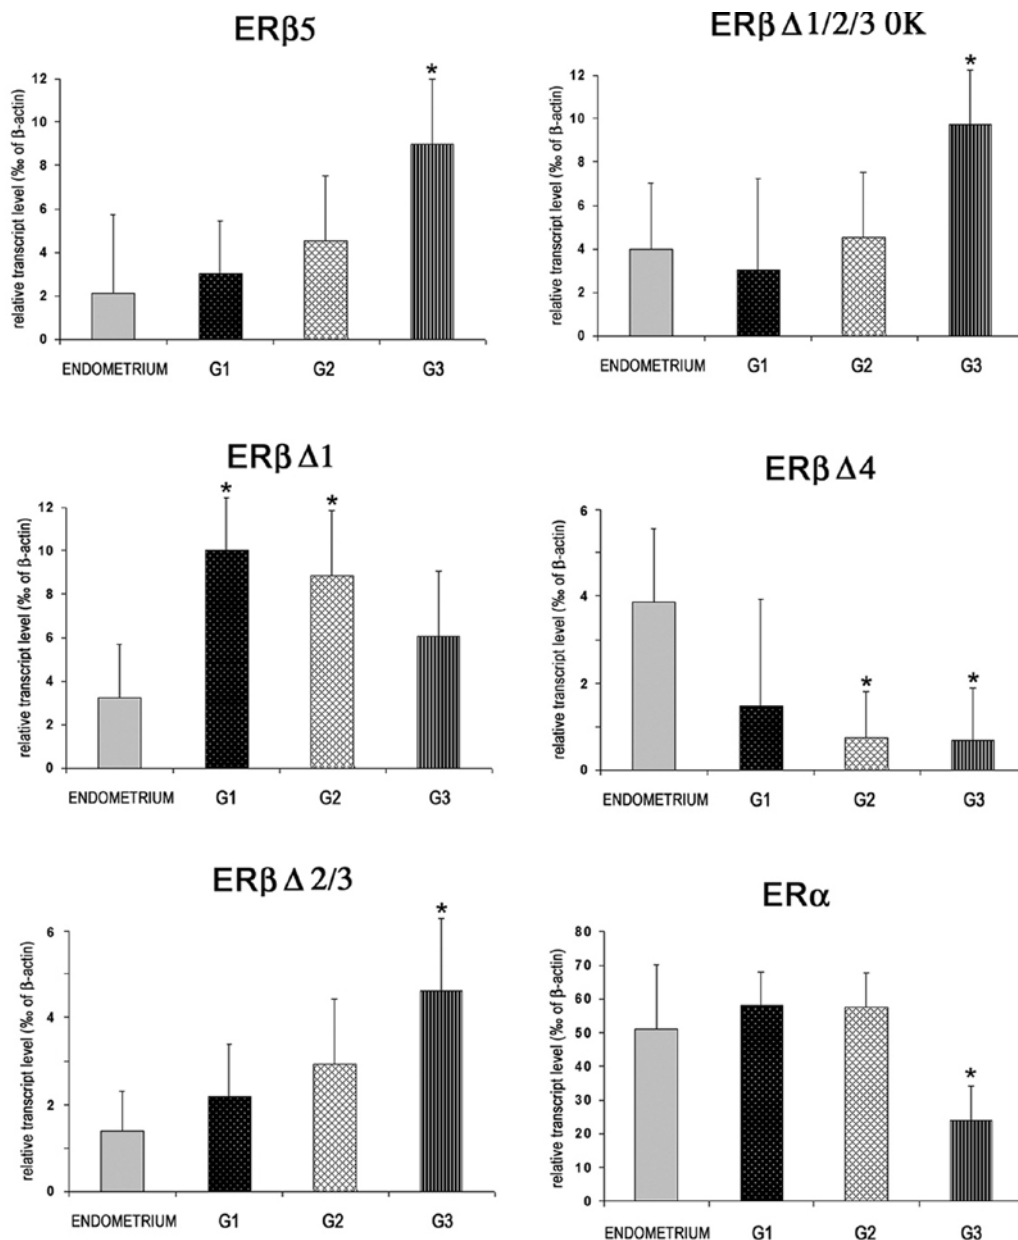 ERβ5
*
relative transcript level (‰ of β-actin)
12
10
8
6
4
2
0
ENDOMETRIUM G1 G2 G3
ERβ Δ 1/2/3 0K
*
relative transcript level (‰ of β-actin)
12
10
8
6
4
2
0
ENDOMETRIUM G1 G2 G3
ERβ Δ1
* *
relative transcript level (‰ of β-actin)
12
10
8
6
4
2
0
ENDOMETRIUM G1 G2 G3
ERβ Δ4
* *
relative transcript level (‰ of β-actin)
6
4
2
0
ENDOMETRIUM G1 G2 G3
ERβ Δ 2/3
*
relative transcript level (‰ of β-actin)
6
4
2
0
ENDOMETRIUM G1 G2 G3
ERα
*
relative transcript level (‰ of β-actin)
80
70
60
50
40
30
20
10
0
ENDOMETRIUM G1 G2 G3